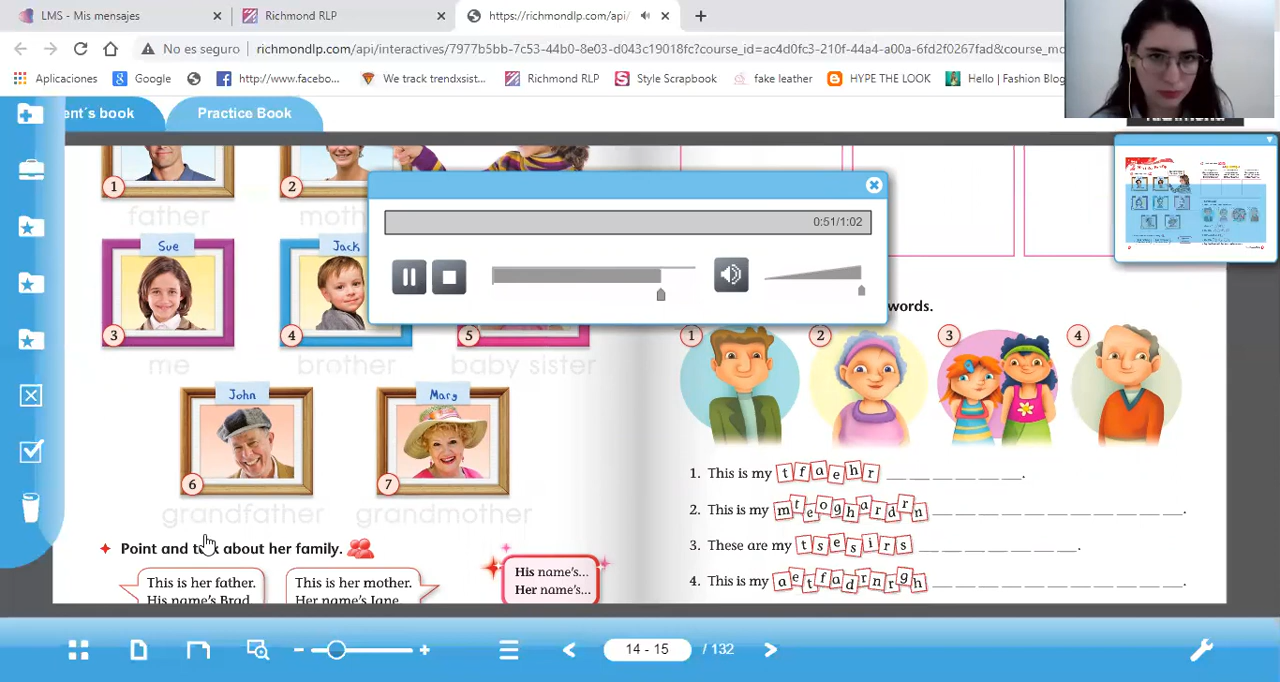 LMS - Mis mensajes
Richmond RLP
https://richmondlp.com/api/
No es seguro
richmondlp.com/api/interactives/7977b5bb-7c53-44b0-8e03-d043c19018fc?course_id=ac4d0fc3-210f-44a4-a00a-6fd2f0267fad&course_mo
Aplicaciones
Google
http://www.facebo...
We track trendxsist...
Richmond RLP
Style Scrapbook
fake leather
HYPE THE LOOK
Hello | Fashion Blog
ent´s book
Practice Book
1
2
father
moth
0:51/1:02
Sue
Jack
3
4
5
me
brother
baby sister
John
Mary
6
7
grandfather
grandmother
Point and t k about her family.
This is her father.
His name's Brad
This is her mother.
Her name's Jane
His name's...
Her name's...
words.
1
2
3
4
1. This is my t f a e h r _ _ _ _ _ _.
2. This is my m t e o g h a r d r n _ _ _ _ _ _ _ _ _ _ _.
3. These are my t s e s i r s _ _ _ _ _ _ _.
4. This is my a e t f a d r n r g h _ _ _ _ _ _ _ _ _ _ _.
14 - 15
/ 132